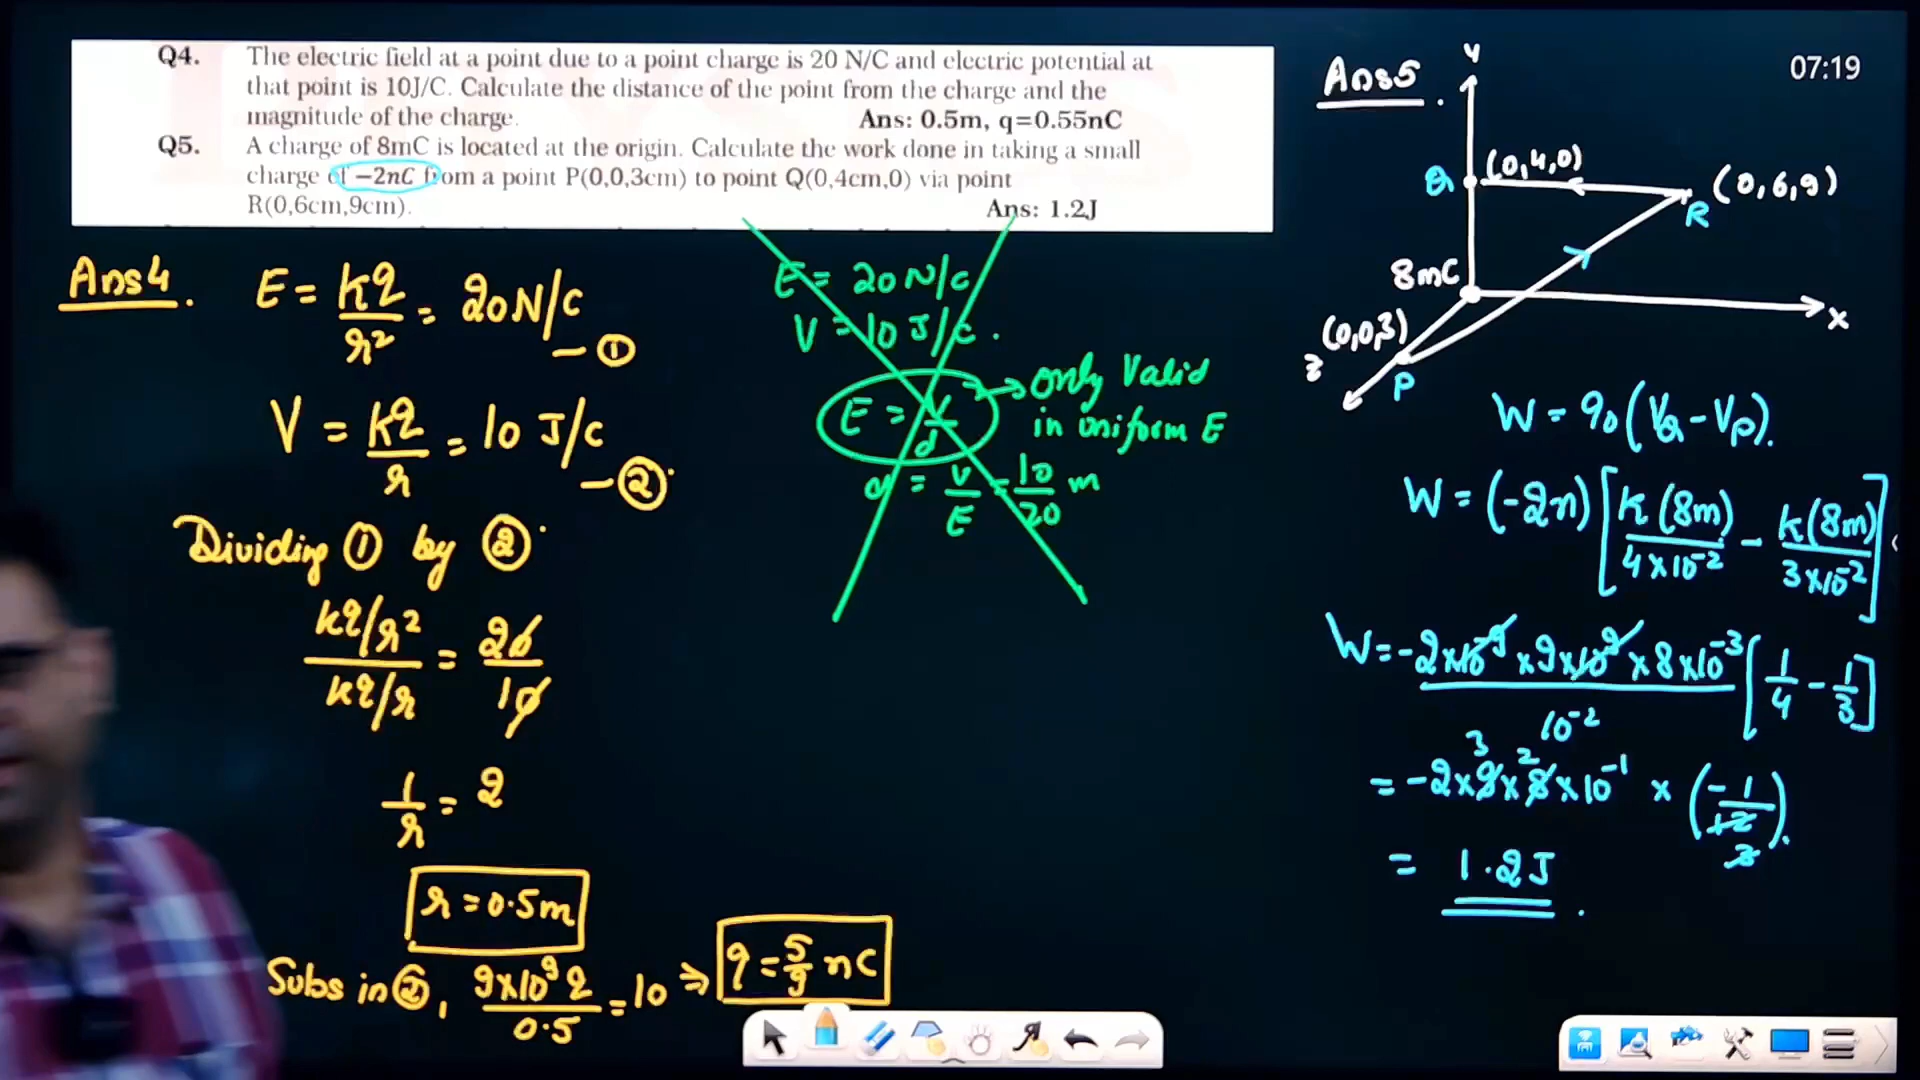 Q4. The electric field at a point due to a point charge is 20 N/C and electric potential at
that point is 10J/C. Calculate the distance of the point from the charge and the
magnitude of the charge. Ans: 0.5m, q=0.55nC
Q5. A charge of 8mC is located at the origin. Calculate the work done in taking a small
charge of −2nC from a point P(0,0,3cm) to point Q(0,4cm,0) via point
R(0,6cm,9cm). Ans: 1.2J
Ans4.
E = kq/r² = 20N/C — ①
V = kq/r = 10 J/C — ②
Dividing ① by ②
kq/r² / kq/r = 20/10
1/r = 2
r = 0.5m
Subs in ②, 9×10⁹ q / 0.5 = 10 ⇒ q = 5/9 nC
E = 20 N/C
V = 10 J/C.
E = V/d → only Valid
in uniform E
d = V/E = 10/20 m
07:19
Ans5.
y
Q (0,4,0)
(0,6,9)
R
8mC
x
(0,0,3)
z
P
W = q₀(V_Q - V_P).
W = (-2n)[k(8m)/4×10⁻² - k(8m)/3×10⁻²]
W = -2×10⁻⁹×9×10⁹×8×10⁻³/10⁻² [1/4 - 1/3]
3 2
= -2×9×8×10⁻¹ × (-1/12).
3
= 1.2J.